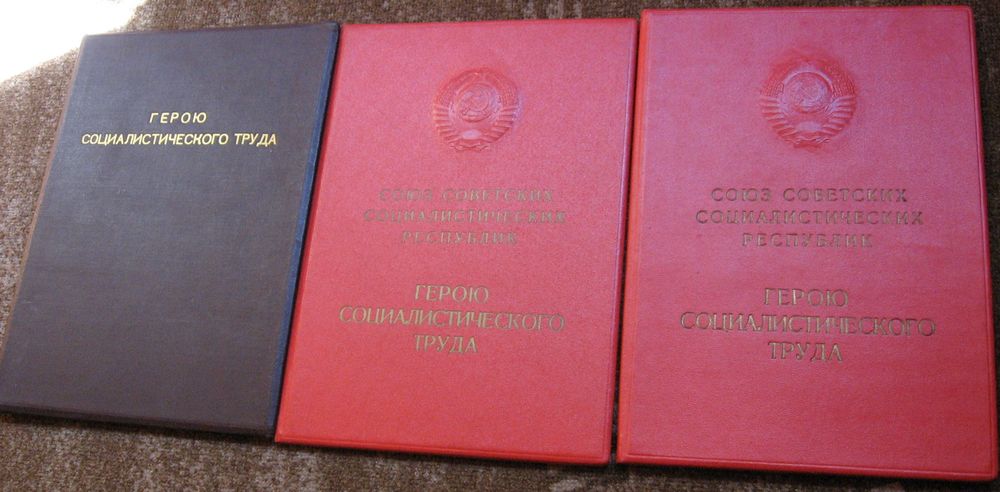 ГЕРОЮ
СОЦИАЛИСТИЧЕСКОГО ТРУДА
СОЮЗ СОВЕТСКИХ
СОЦИАЛИСТИЧЕСКИХ
РЕСПУБЛИК
ГЕРОЮ
СОЦИАЛИСТИЧЕСКОГО
ТРУДА
СОЮЗ СОВЕТСКИХ
СОЦИАЛИСТИЧЕСКИХ
РЕСПУБЛИК
ГЕРОЮ
СОЦИАЛИСТИЧЕСКОГО
ТРУДА